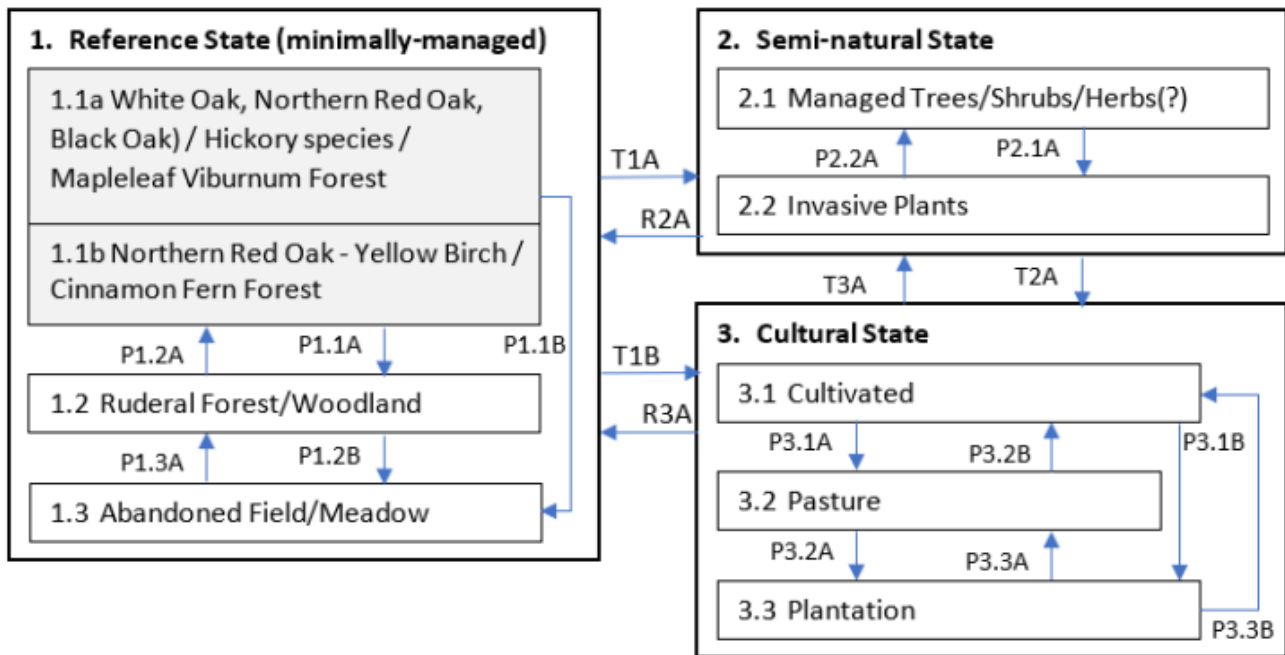 1. Reference State (minimally-managed)
1.1a White Oak, Northern Red Oak,
Black Oak) / Hickory species /
Mapleleaf Viburnum Forest
1.1b Northern Red Oak - Yellow Birch /
Cinnamon Fern Forest
P1.2A
P1.1A
P1.1B
1.2 Ruderal Forest/Woodland
P1.3A
P1.2B
1.3 Abandoned Field/Meadow
T1A
R2A
T1B
R3A
2. Semi-natural State
2.1 Managed Trees/Shrubs/Herbs(?)
P2.2A
P2.1A
2.2 Invasive Plants
T3A
T2A
3. Cultural State
3.1 Cultivated
P3.1A
P3.2B
P3.1B
3.2 Pasture
P3.2A
P3.3A
3.3 Plantation
P3.3B